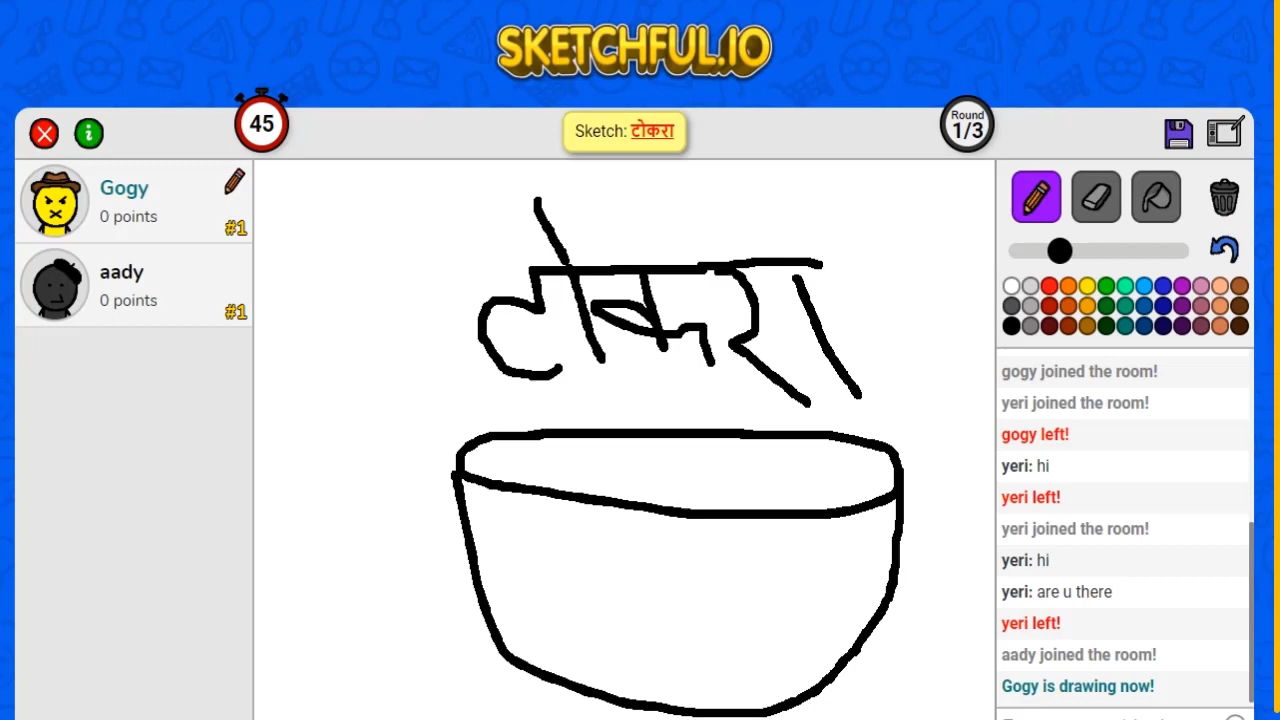 SKETCHFUL.IO
45
Sketch: टोकरा
Round
1/3
Gogy
0 points
#1
aady
0 points
#1
टोकरा
gogy joined the room!
yeri joined the room!
gogy left!
yeri: hi
yeri left!
yeri joined the room!
yeri: hi
yeri: are u there
yeri left!
aady joined the room!
Gogy is drawing now!